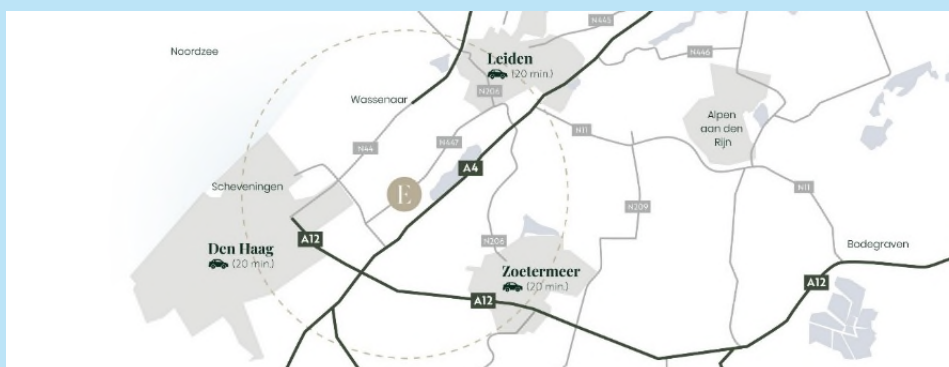 N445
Noordzee
Leiden
(20 min.)
N446
N206
Wassenaar
Alpen
aan den
Rijn
N11
N44
N447
A4
Scheveningen
E
N11
N209
A12
N206
Den Haag
(20 min.)
Bodegraven
Zoetermeer
(20 min.)
A12
A12